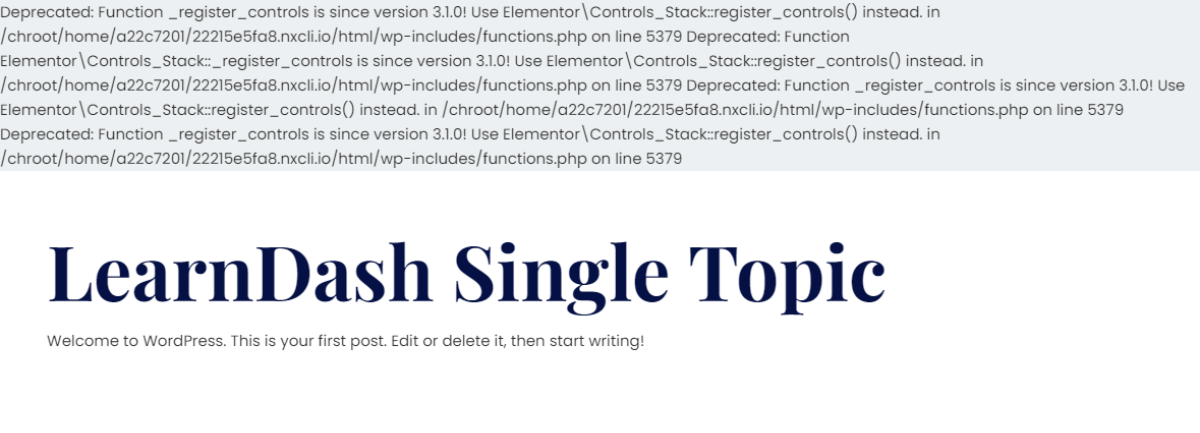 Deprecated: Function _register_controls is since version 3.1.0! Use Elementor\Controls_Stack::register_controls() instead. in
/chroot/home/a22c7201/22215e5fa8.nxcli.io/html/wp-includes/functions.php on line 5379 Deprecated: Function
Elementor\Controls_Stack::_register_controls is since version 3.1.0! Use Elementor\Controls_Stack::register_controls() instead. in
/chroot/home/a22c7201/22215e5fa8.nxcli.io/html/wp-includes/functions.php on line 5379 Deprecated: Function _register_controls is since version 3.1.0! Use
Elementor\Controls_Stack::register_controls() instead. in /chroot/home/a22c7201/22215e5fa8.nxcli.io/html/wp-includes/functions.php on line 5379
Deprecated: Function _register_controls is since version 3.1.0! Use Elementor\Controls_Stack::register_controls() instead. in
/chroot/home/a22c7201/22215e5fa8.nxcli.io/html/wp-includes/functions.php on line 5379
LearnDash Single Topic
Welcome to WordPress. This is your first post. Edit or delete it, then start writing!